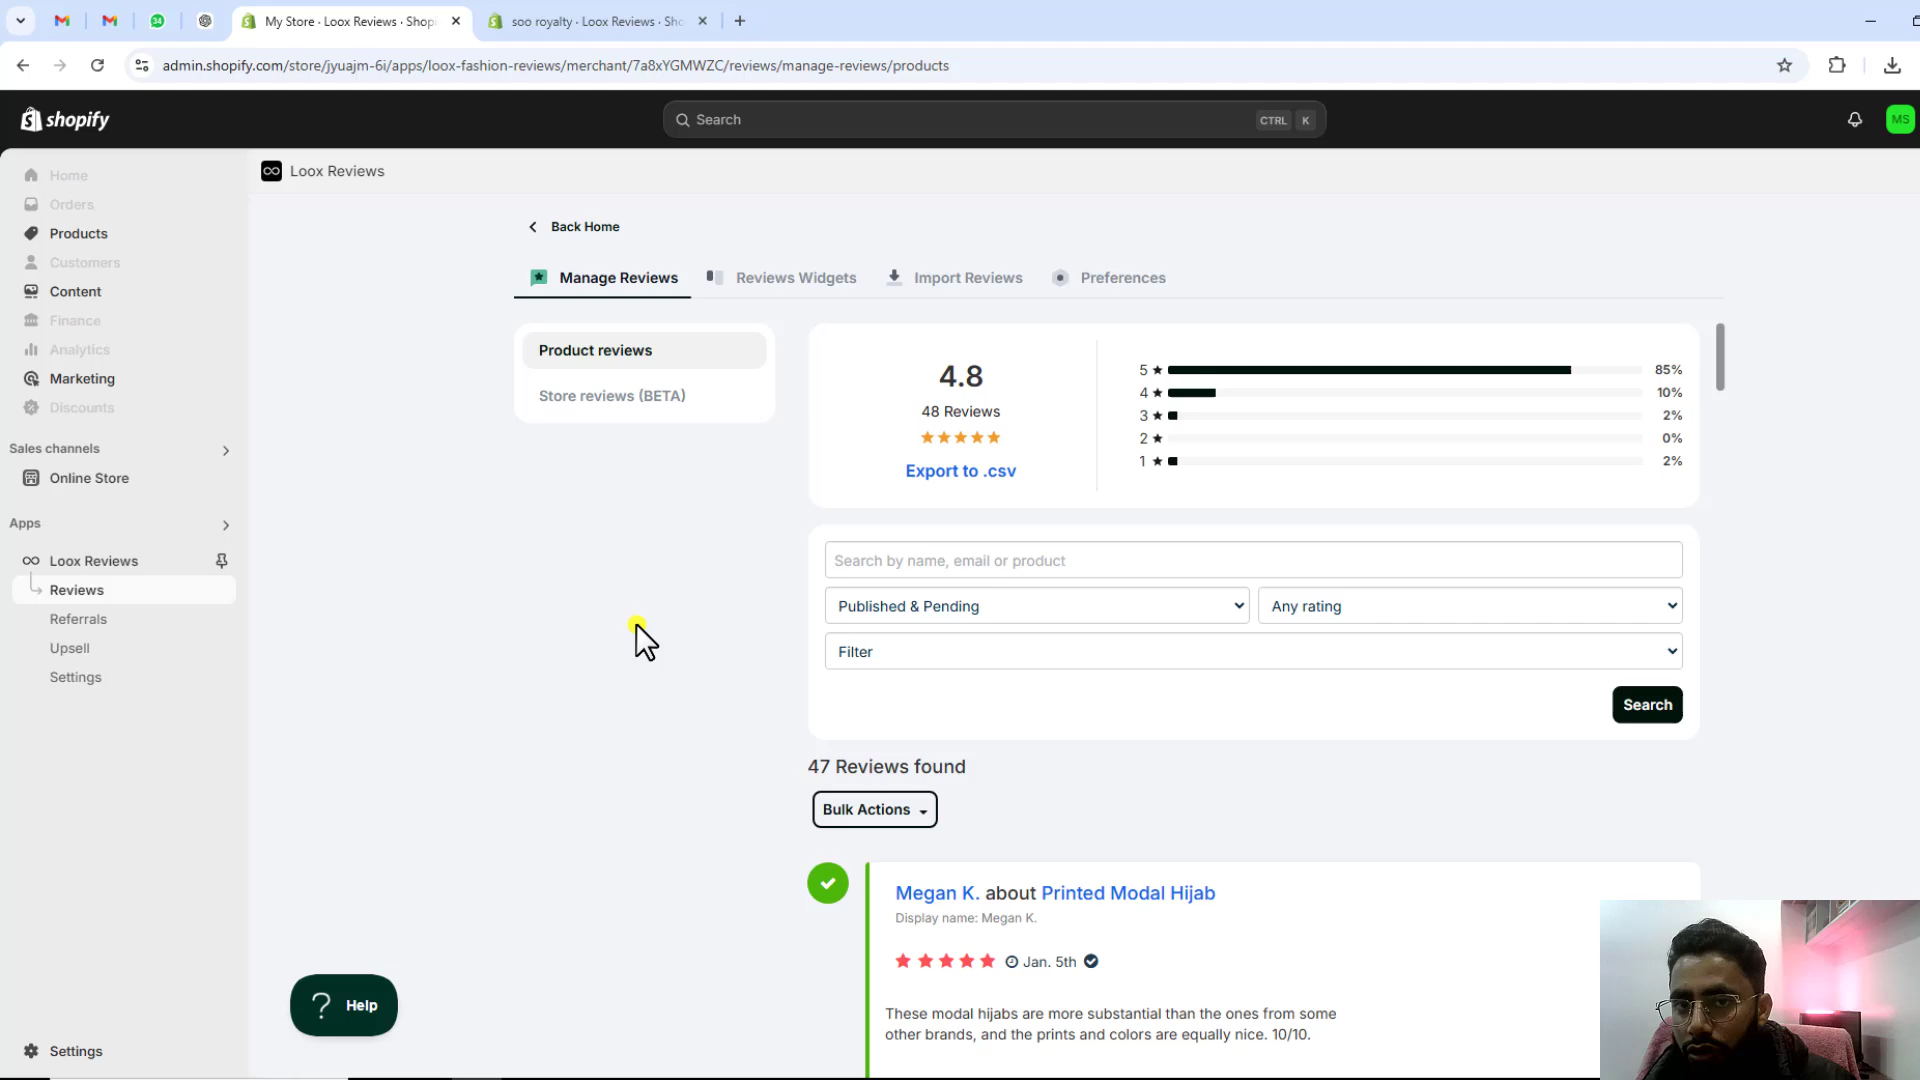 34
My Store · Loox Reviews · Shopi
soo royalty · Loox Reviews · Sho
admin.shopify.com/store/jyuajm-6i/apps/loox-fashion-reviews/merchant/7a8xYGMWZC/reviews/manage-reviews/products
shopify
Search
CTRL K
MS
Home
Orders
Products
Customers
Content
Finance
Analytics
Marketing
Discounts
Sales channels
Online Store
Apps
Loox Reviews
Reviews
Referrals
Upsell
Settings
Settings
Loox Reviews
Back Home
Manage Reviews
Reviews Widgets
Import Reviews
Preferences
Product reviews
Store reviews (BETA)
4.8
48 Reviews
Export to .csv
5 85%
4 10%
3 2%
2 0%
1 2%
Search by name, email or product
Published & Pending
Any rating
Filter
Search
47 Reviews found
Bulk Actions
Megan K. about Printed Modal Hijab
Display name: Megan K.
Jan. 5th
These modal hijabs are more substantial than the ones from some
other brands, and the prints and colors are equally nice. 10/10.
? Help